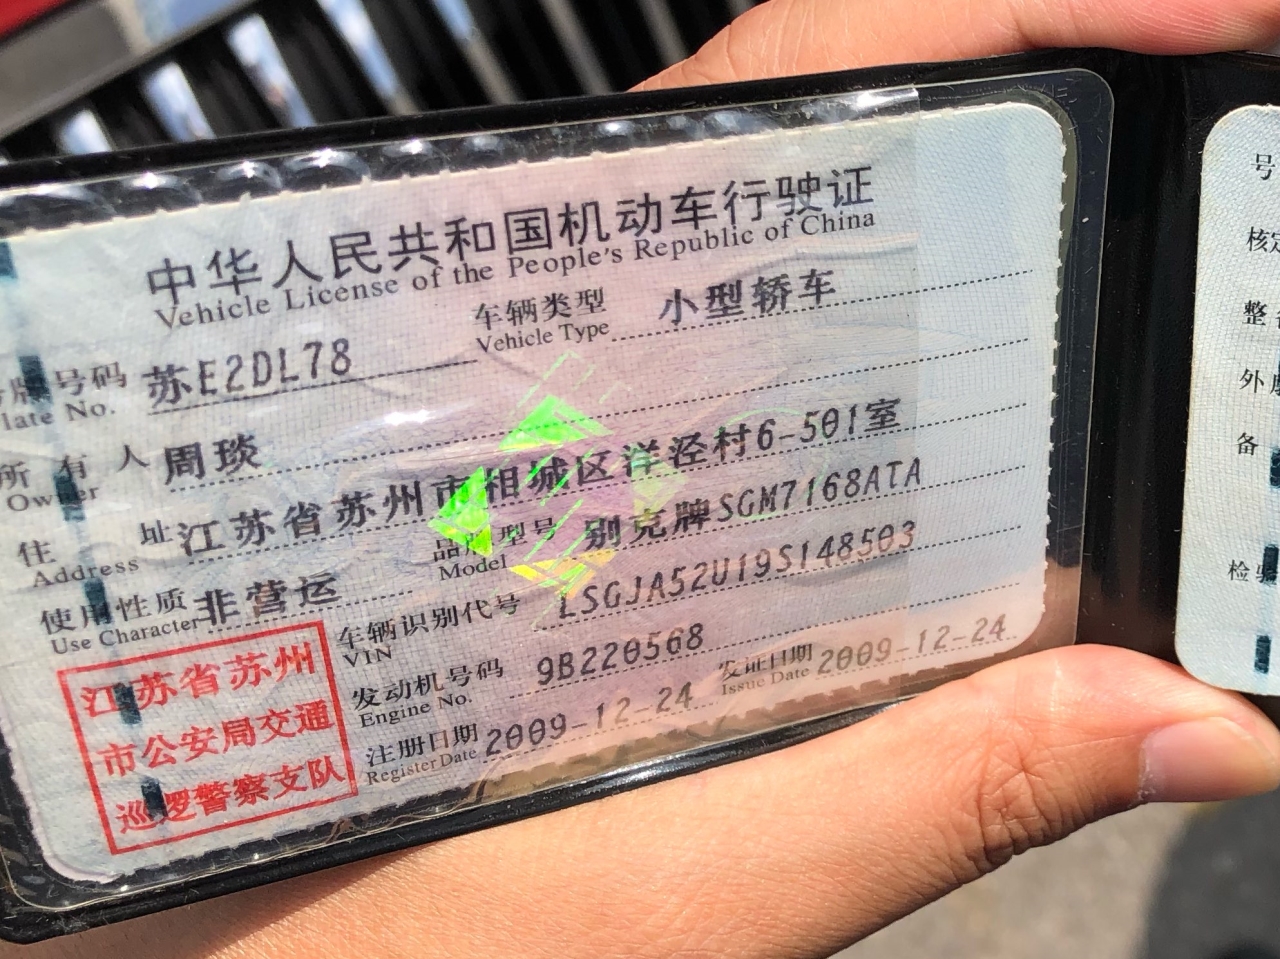 中华人民共和国机动车行驶证
Vehicle License of the People's Republic of China
号牌号码 苏E2DL78 车辆类型 小型轿车
late No. Vehicle Type
所有人 周琰
Owner
住址 江苏省苏州市相城区洋泾村6-501室
Address
使用性质 非营运 品牌型号 别克牌SGM7168ATA
Use Character Model
车辆识别代号 LSGJA52U19S148503
VIN
发动机号码 9B220568 发证日期 2009-12-24
Engine No. Issue Date
注册日期 2009-12-24
Register Date
江苏省苏州
市公安局交通
巡逻警察支队
号
核定
整
外
备
检验